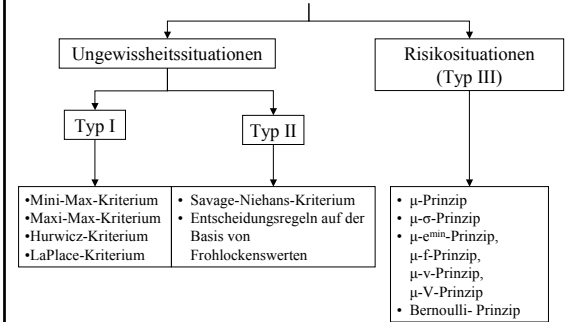 Ungewissheitssituationen
Risikosituationen
(Typ III)
Typ I
Typ II
•Mini-Max-Kriterium
•Maxi-Max-Kriterium
•Hurwicz-Kriterium
•LaPlace-Kriterium
• Savage-Niehans-Kriterium
• Entscheidungsregeln auf der
Basis von
Frohlockenswerten
• μ-Prinzip
• μ-σ-Prinzip
• μ-eᵐⁱⁿ-Prinzip,
μ-f-Prinzip,
μ-v-Prinzip,
μ-V-Prinzip
• Bernoulli- Prinzip